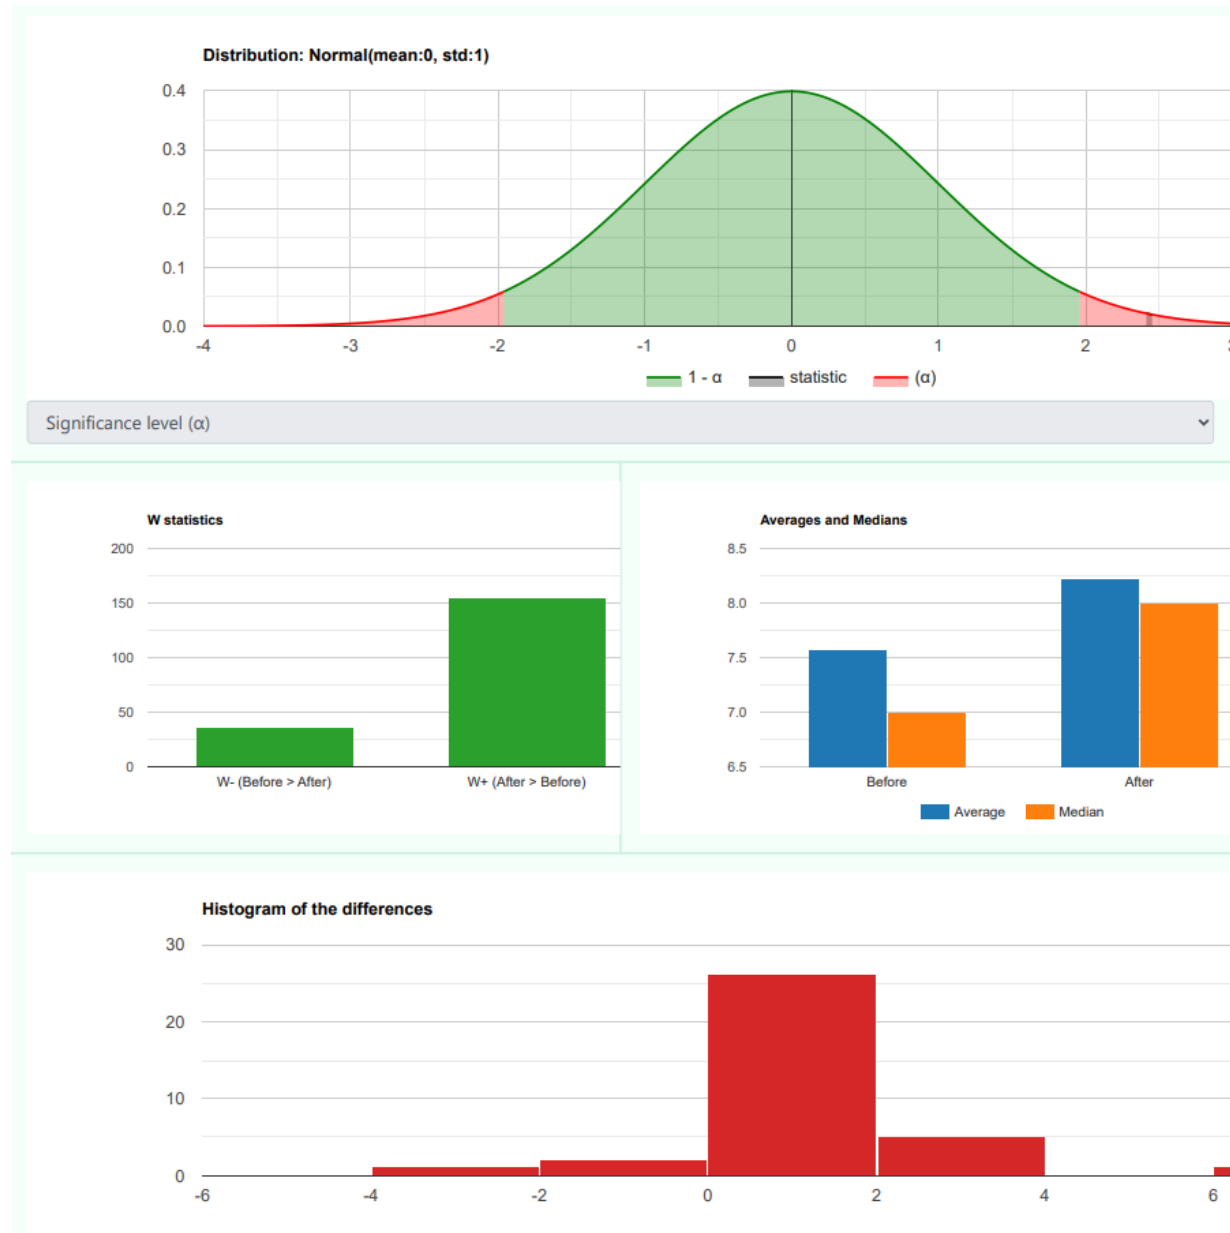 Distribution: Normal(mean:0, std:1)
0.4
0.3
0.2
0.1
0.0
-4 -3 -2 -1 0 1 2
1 - α statistic (α)
Significance level (α)
W statistics
200
150
100
50
0
W- (Before > After) W+ (After > Before)
Averages and Medians
8.5
8.0
7.5
7.0
6.5
Before After
Average Median
Histogram of the differences
30
20
10
0
-6 -4 -2 0 2 4 6